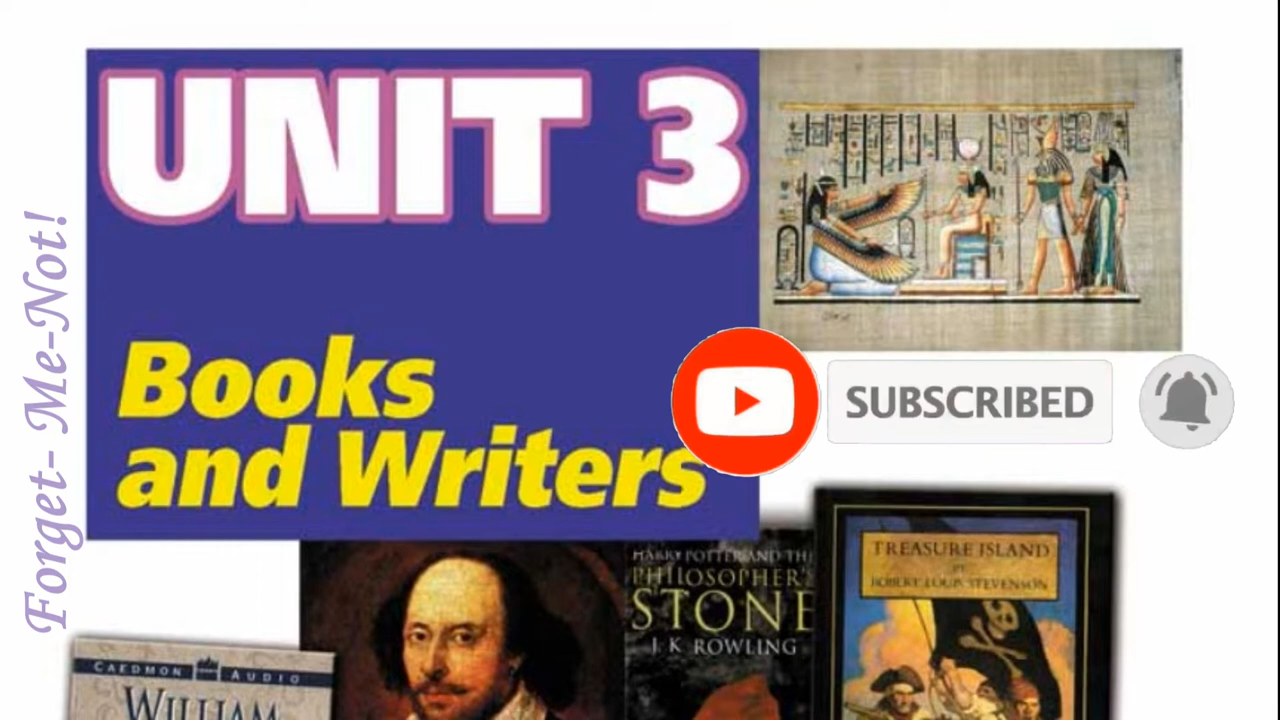 UNIT 3
Books
and Writers
Forget- Me-Not!
SUBSCRIBED
HARRY POTTER AND THE
PHILOSOPHER'S
STONE
J K ROWLING
TREASURE ISLAND
BY
ROBERT LOUIS STEVENSON
CAEDMON AUDIO
WILLIAM